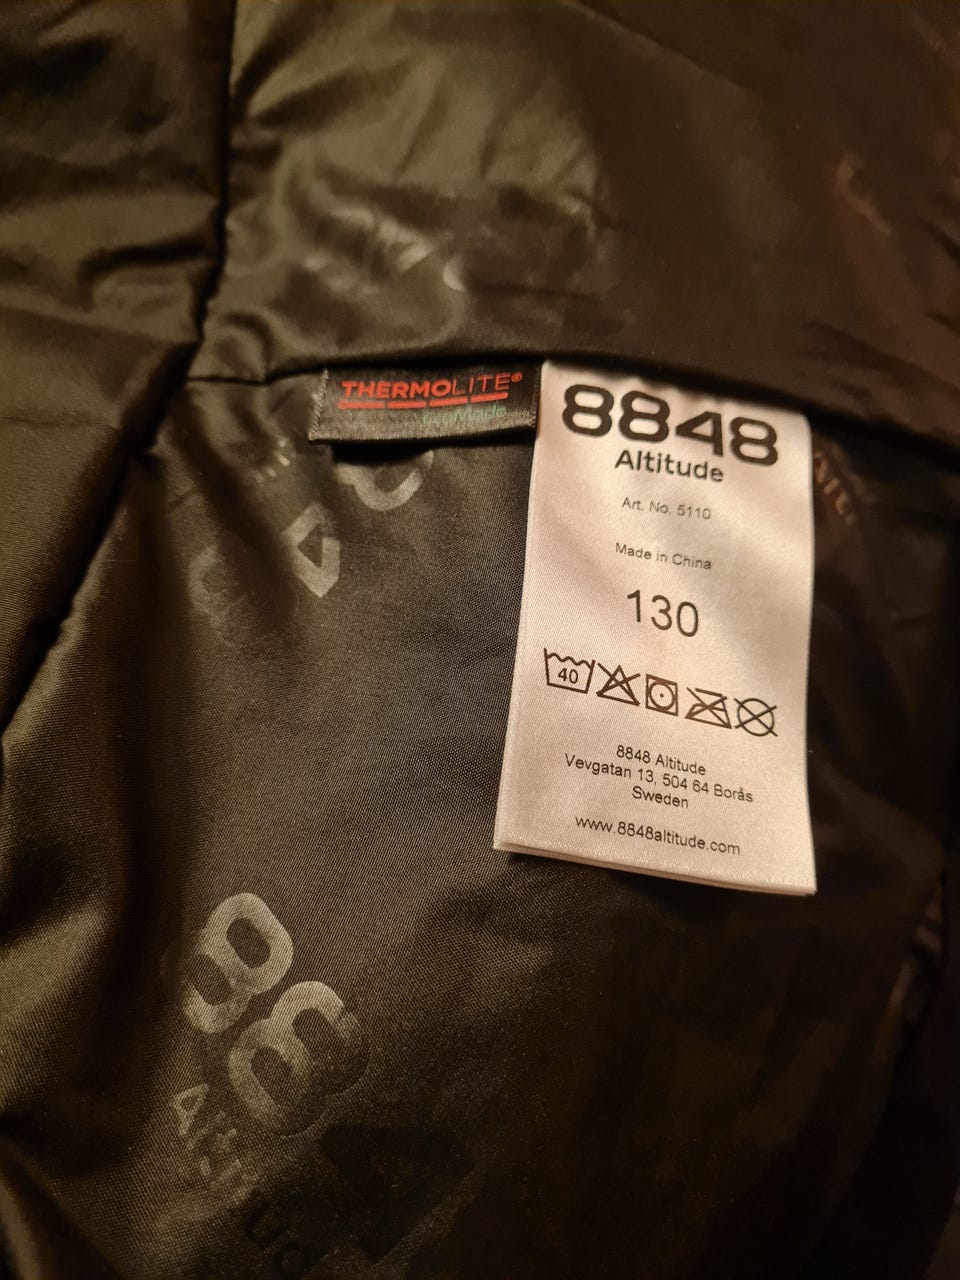 THERMOLITE®
EcoMade
8848
Altitude
Art. No. 5110
Made in China
130
40
8848 Altitude
Vevgatan 13, 504 64 Borås
Sweden
www.8848altitude.com